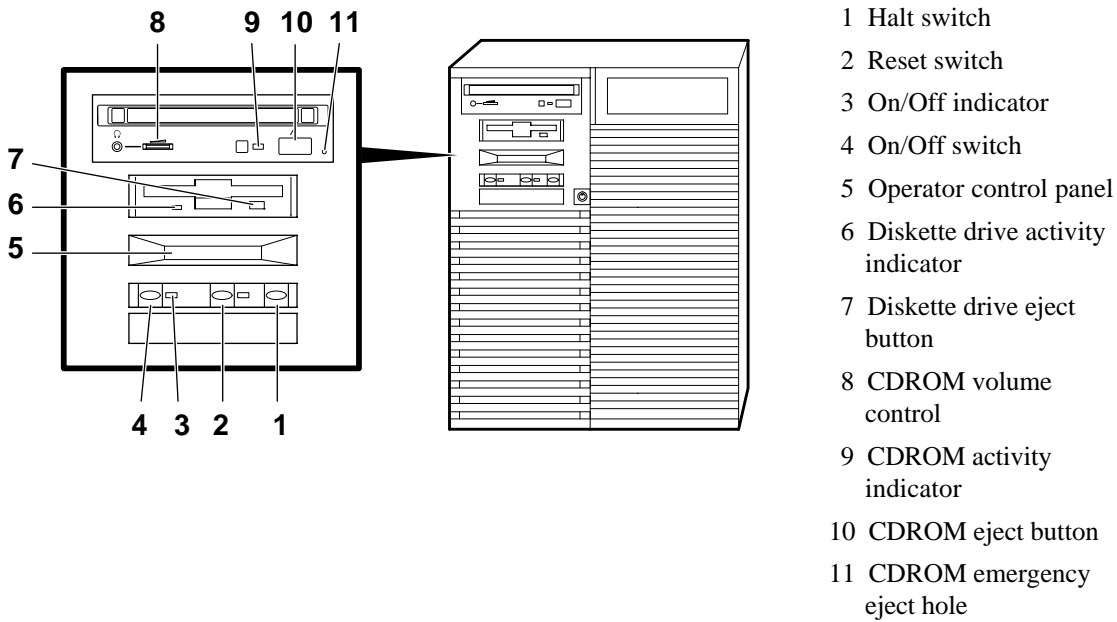 8 9 10 11
7
6
5
4 3 2 1
1 Halt switch
2 Reset switch
3 On/Off indicator
4 On/Off switch
5 Operator control panel
6 Diskette drive activity
indicator
7 Diskette drive eject
button
8 CDROM volume
control
9 CDROM activity
indicator
10 CDROM eject button
11 CDROM emergency
eject hole